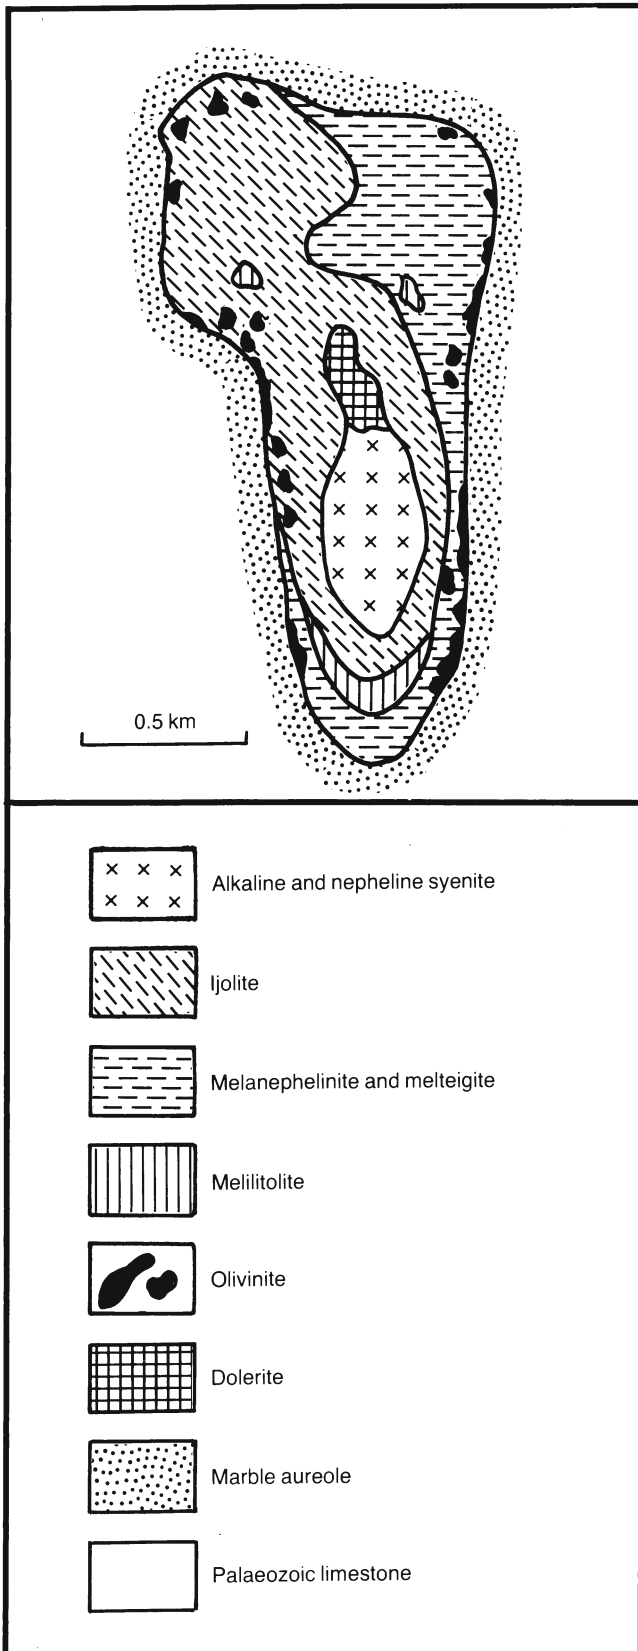 0.5 km
Alkaline and nepheline syenite
Ijolite
Melanephelinite and melteigite
Melilitolite
Olivinite
Dolerite
Marble aureole
Palaeozoic limestone